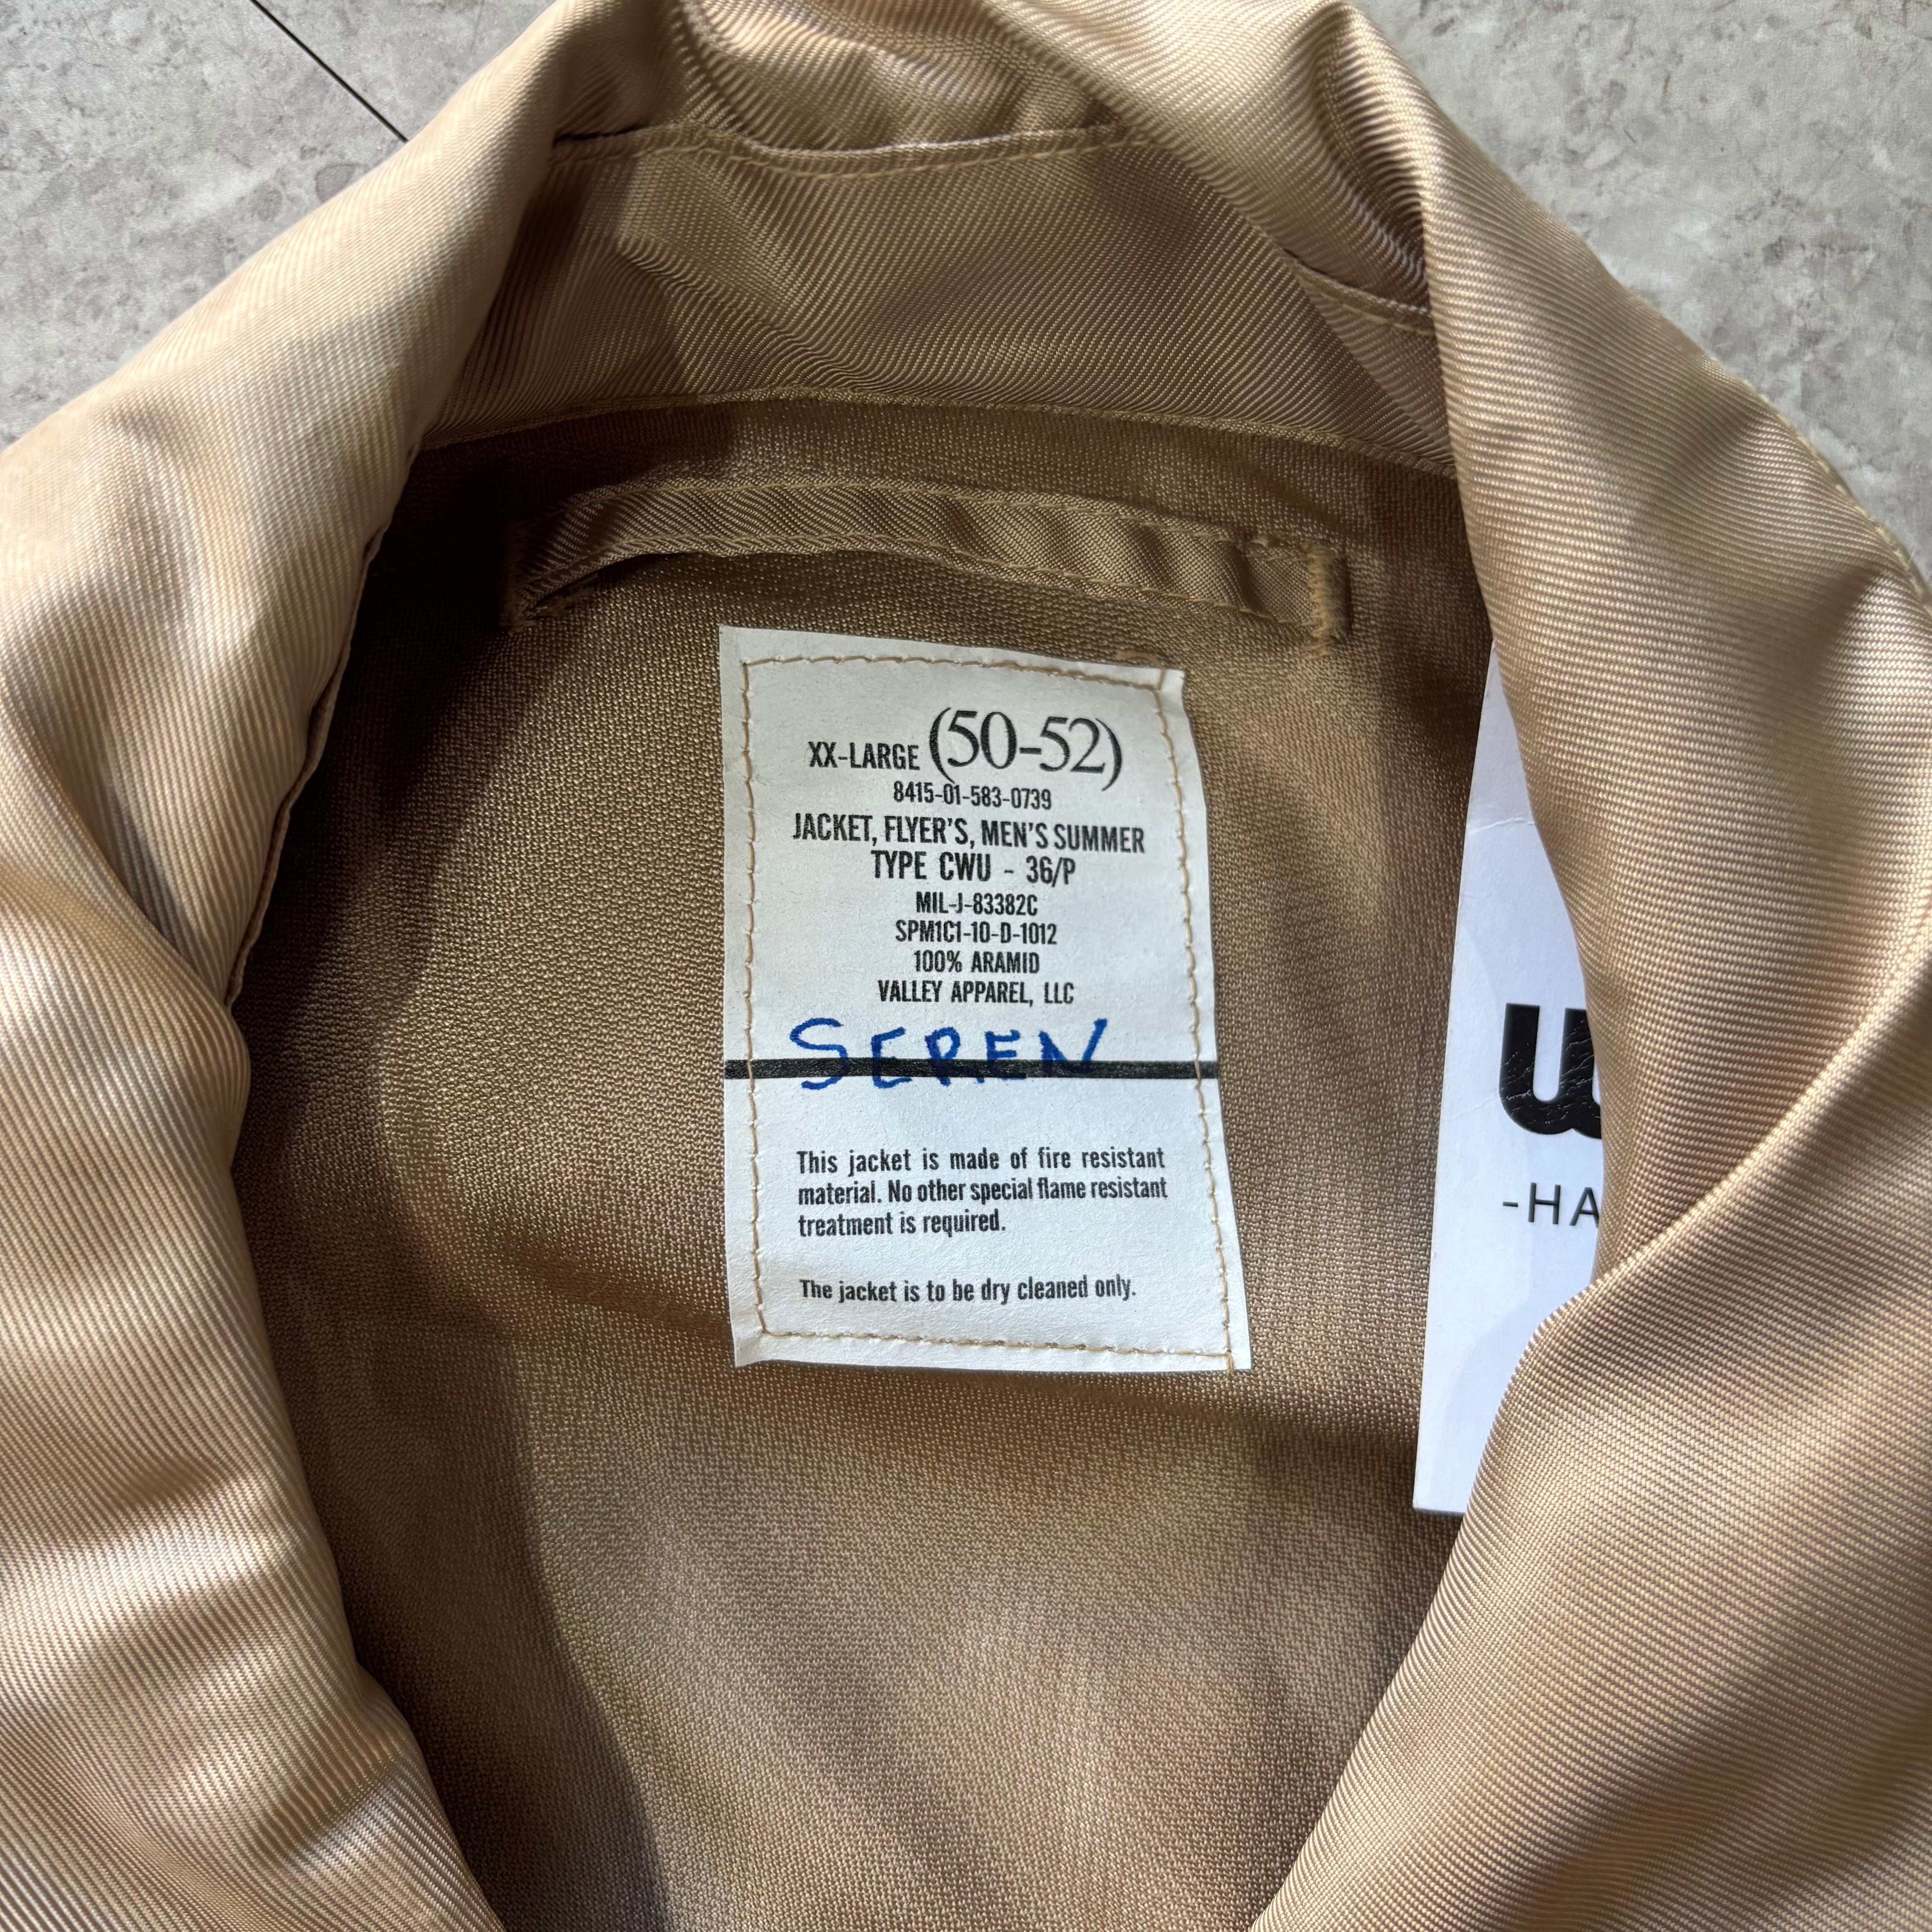 XX-LARGE (50-52)
8415-01-583-0739
JACKET, FLYER'S, MEN'S SUMMER
TYPE CWU - 36/P
MIL-J-83382C
SPM1C1-10-D-1012
100% ARAMID
VALLEY APPAREL, LLC
SEREN
This jacket is made of fire resistant
material. No other special flame resistant
treatment is required.
The jacket is to be dry cleaned only.
-HA